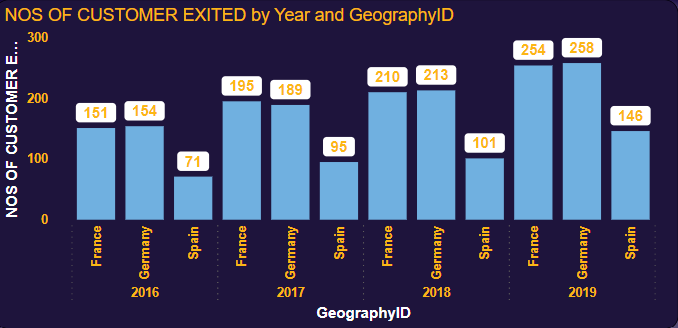 NOS OF CUSTOMER EXITED by Year and GeographyID
NOS OF CUSTOMER E...
300
200
100
0
151
154
71
195
189
95
210
213
101
254
258
146
France
Germany
Spain
France
Germany
Spain
France
Germany
Spain
France
Germany
Spain
2016
2017
2018
2019
GeographyID